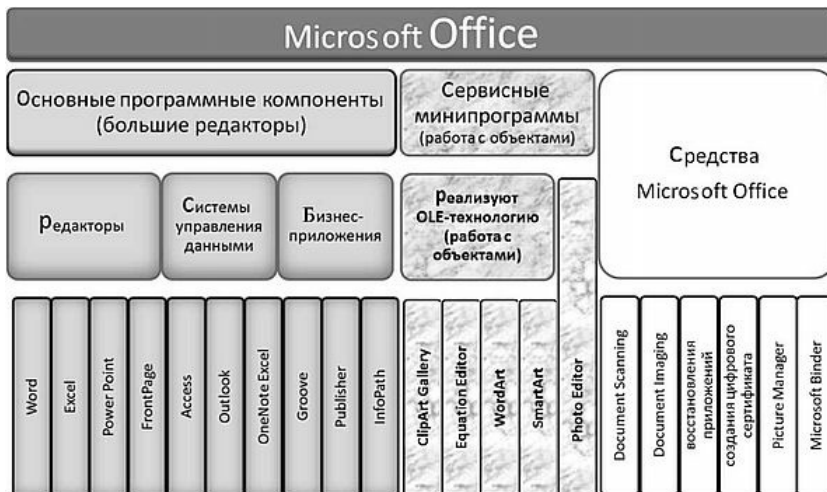 Microsoft Office
Основные программные компоненты
(большие редакторы)
Сервисные
минипрограммы
(работа с объектами)
Средства
Microsoft Office
Редакторы
Системы
управления
данными
Бизнес-
приложения
Реализуют
OLE-технологию
(работа с
объектами)
Word
Excel
Power Point
FrontPage
Access
Outlook
OneNote Excel
Groove
Publisher
InfoPath
ClipArt Gallery
Equation Editor
WordArt
SmartArt
Photo Editor
Document Scanning
Document Imaging
восстановления
приложений
создания цифрового
сертификата
Picture Manager
Microsoft Binder